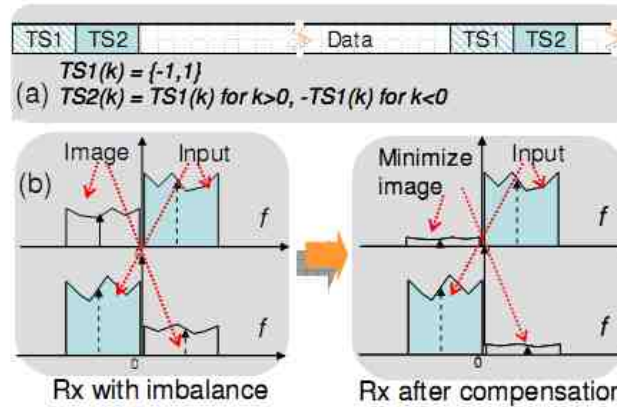 TS1 TS2 Data TS1 TS2
TS1(k) = {-1,1}
(a) TS2(k) = TS1(k) for k>0, -TS1(k) for k<0
(b) Image Input
Minimize image Input
f f
f f
0 0
Rx with imbalance Rx after compensation